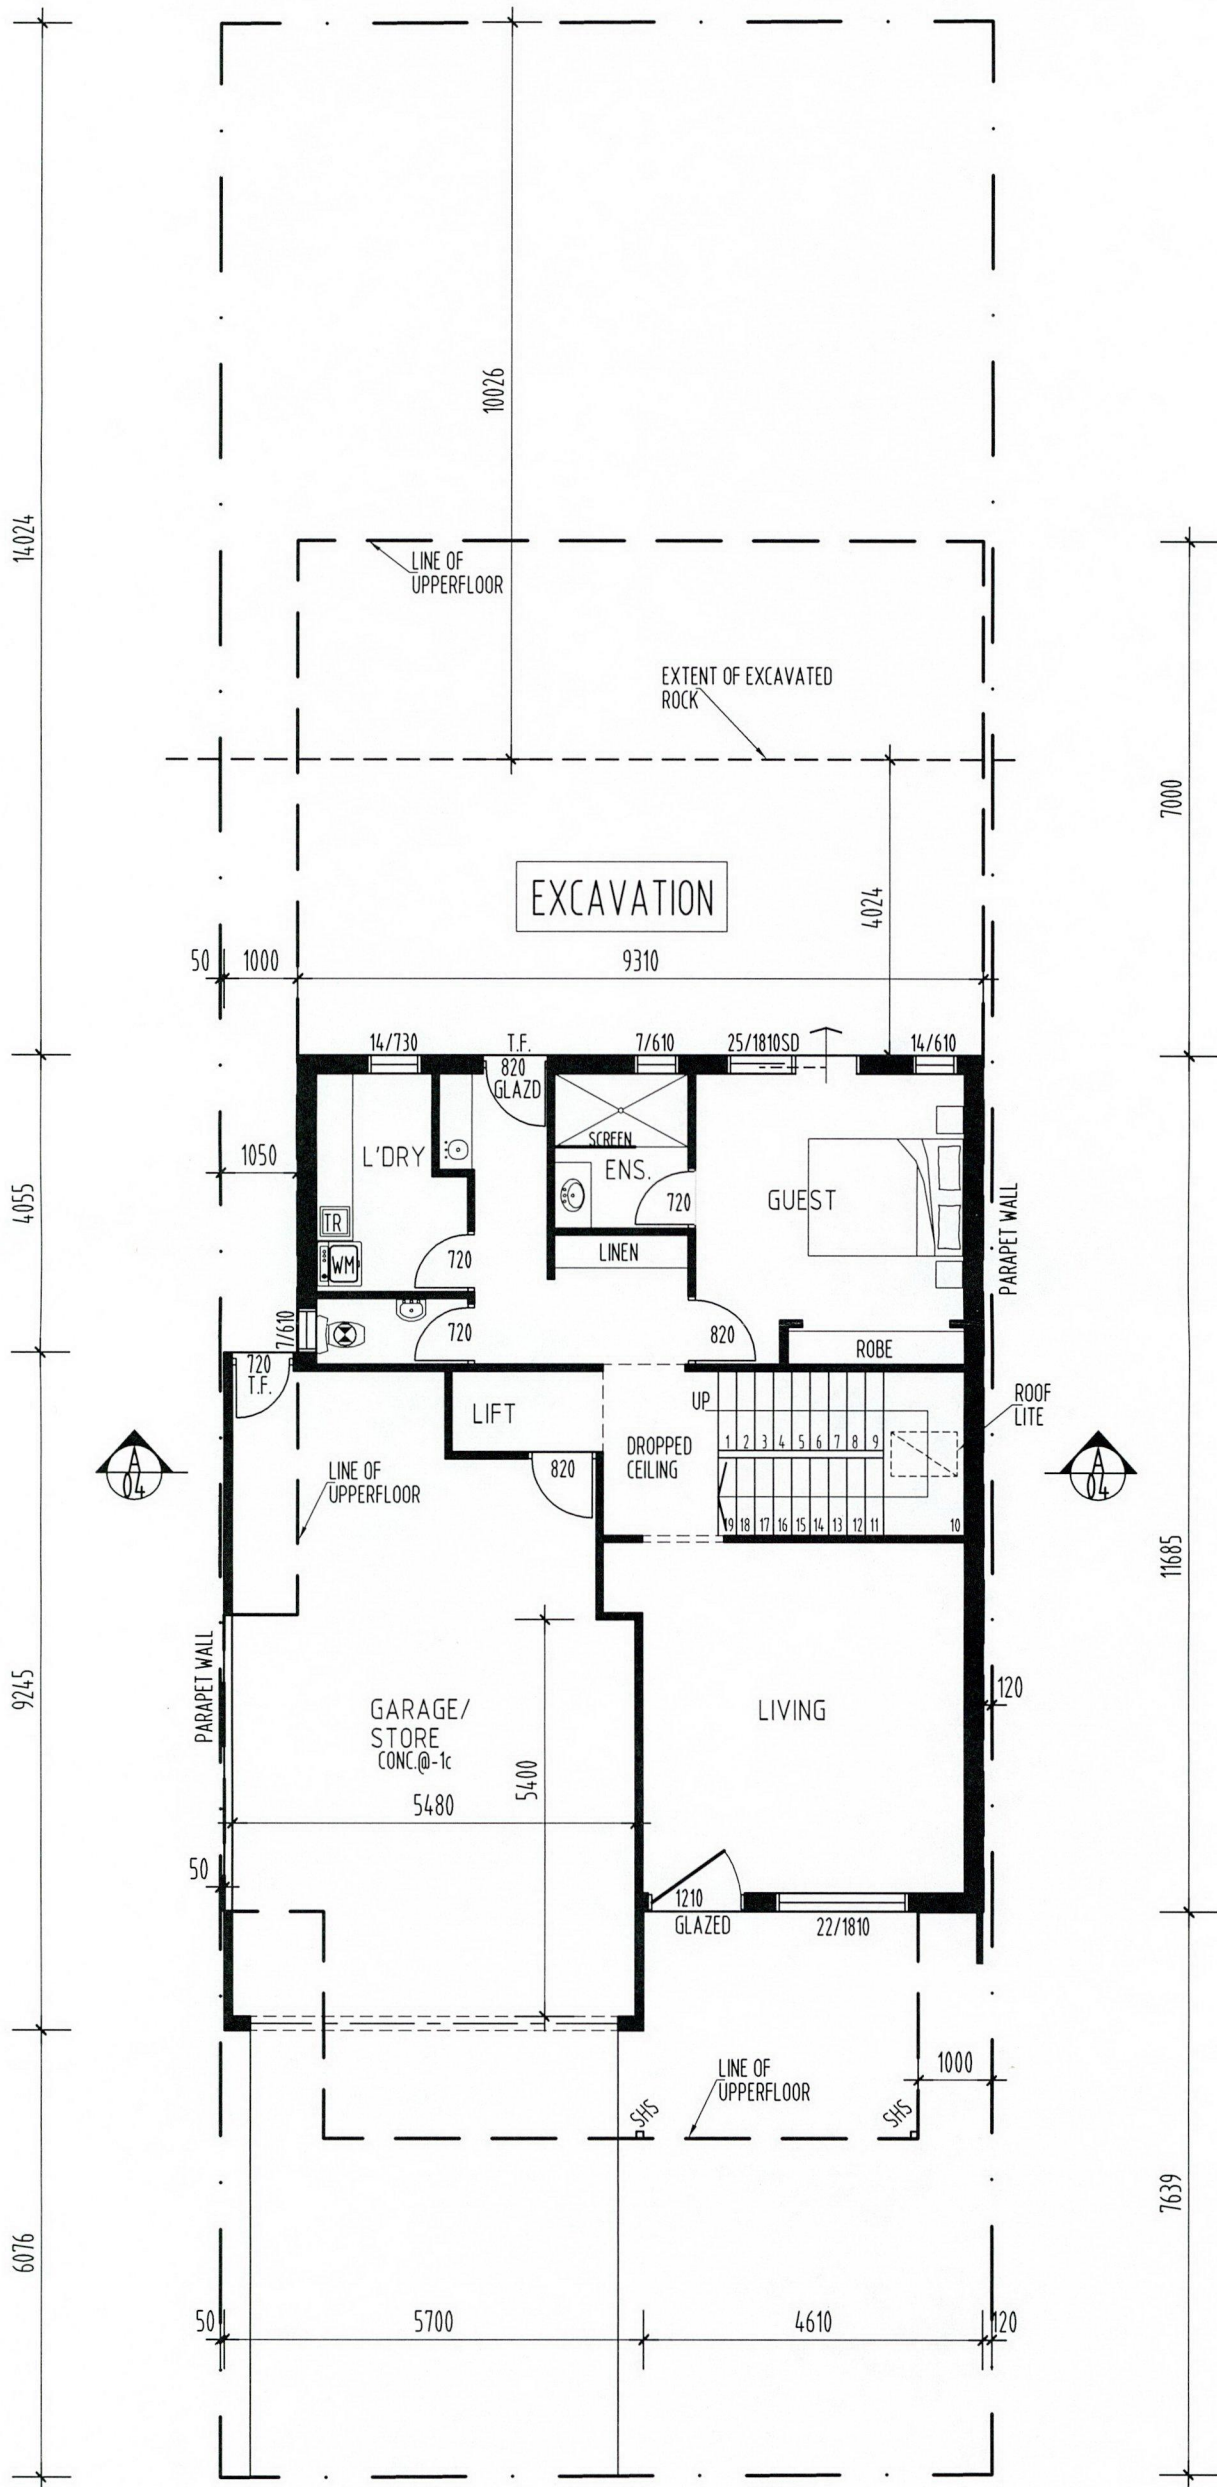 10026
14024
LINE OF
UPPERFLOOR
EXTENT OF EXCAVATED
ROCK
7000
EXCAVATION
4024
50
1000
9310
14/730
T.F.
820
GLAZD
7/610
25/1810SD
14/610
1050
4055
L'DRY
SCREEN
ENS.
720
GUEST
PARAPET WALL
TR
WM
720
LINEN
7/610
720
820
ROBE
720
T.F.
LIFT
UP
ROOF
LITE
DROPPED
CEILING
1 2 3 4 5 6 7 8 9
A
04
A
04
820
LINE OF
UPPERFLOOR
19 18 17 16 15 14 13 12 11
10
11685
9245
PARAPET WALL
GARAGE/
STORE
CONC.@-1c
LIVING
120
5400
5480
50
1210
GLAZED
22/1810
LINE OF
UPPERFLOOR
1000
SHS
SHS
7639
6076
50
5700
4610
120